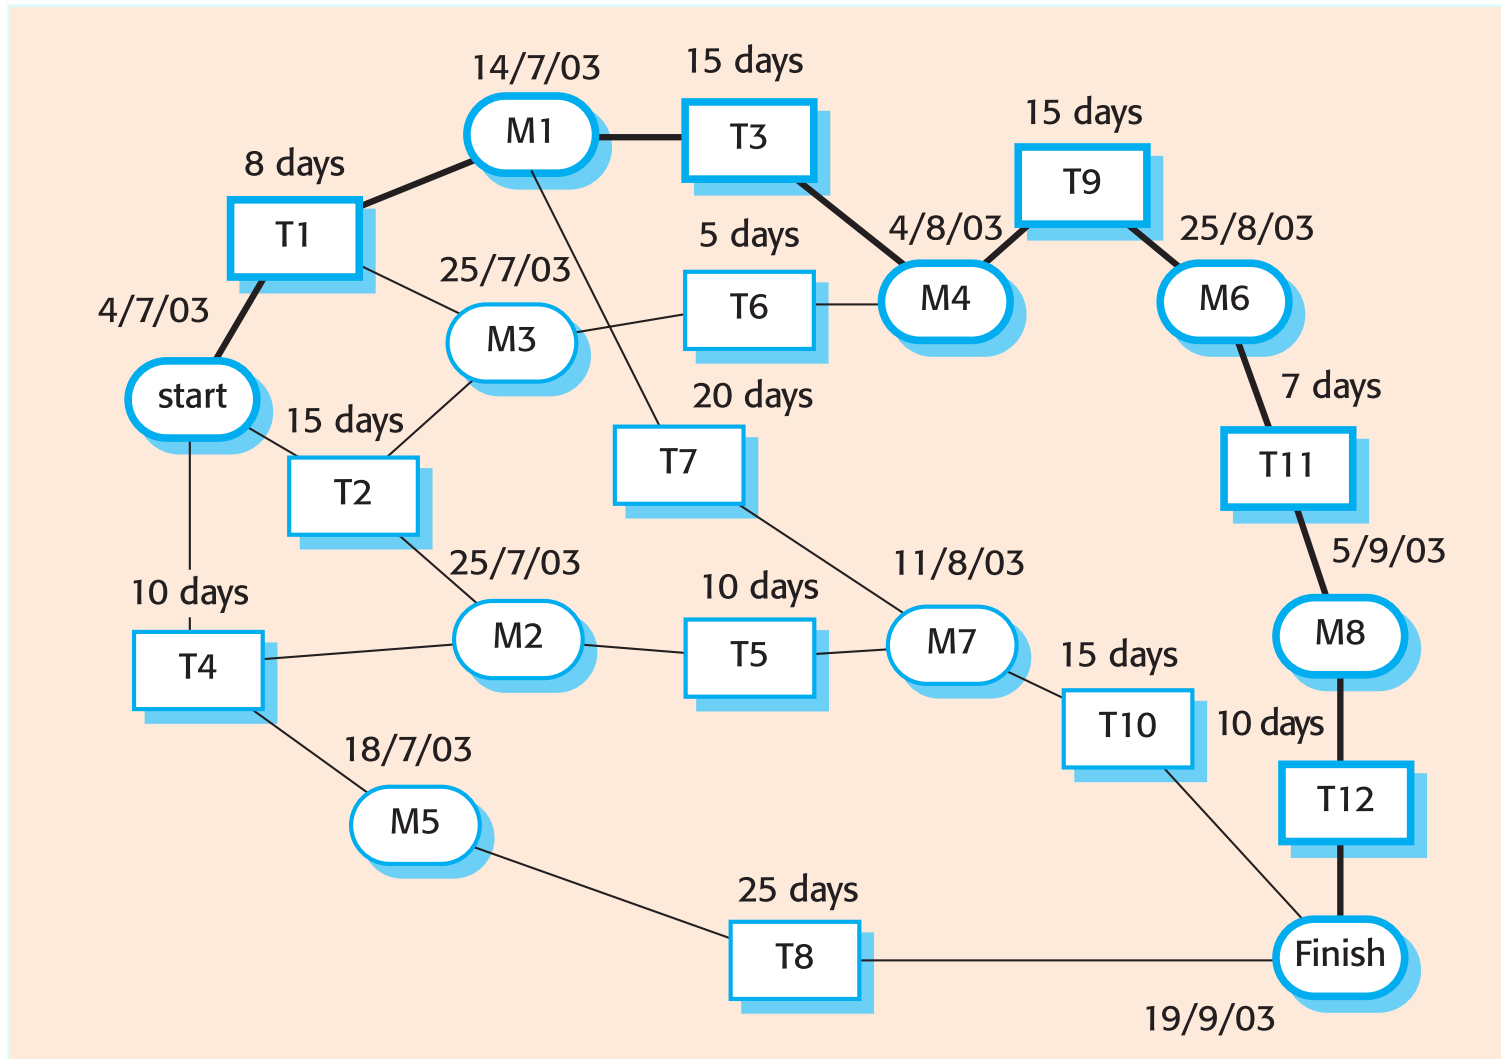 14/7/03
15 days
M1
T3
15 days
8 days
T9
T1
5 days
4/8/03
25/8/03
25/7/03
4/7/03
M3
T6
M4
M6
start
15 days
20 days
7 days
T2
T7
T11
25/7/03
11/8/03
5/9/03
10 days
10 days
M2
T5
M7
M8
T4
15 days
10 days
T10
18/7/03
T12
M5
25 days
T8
Finish
19/9/03